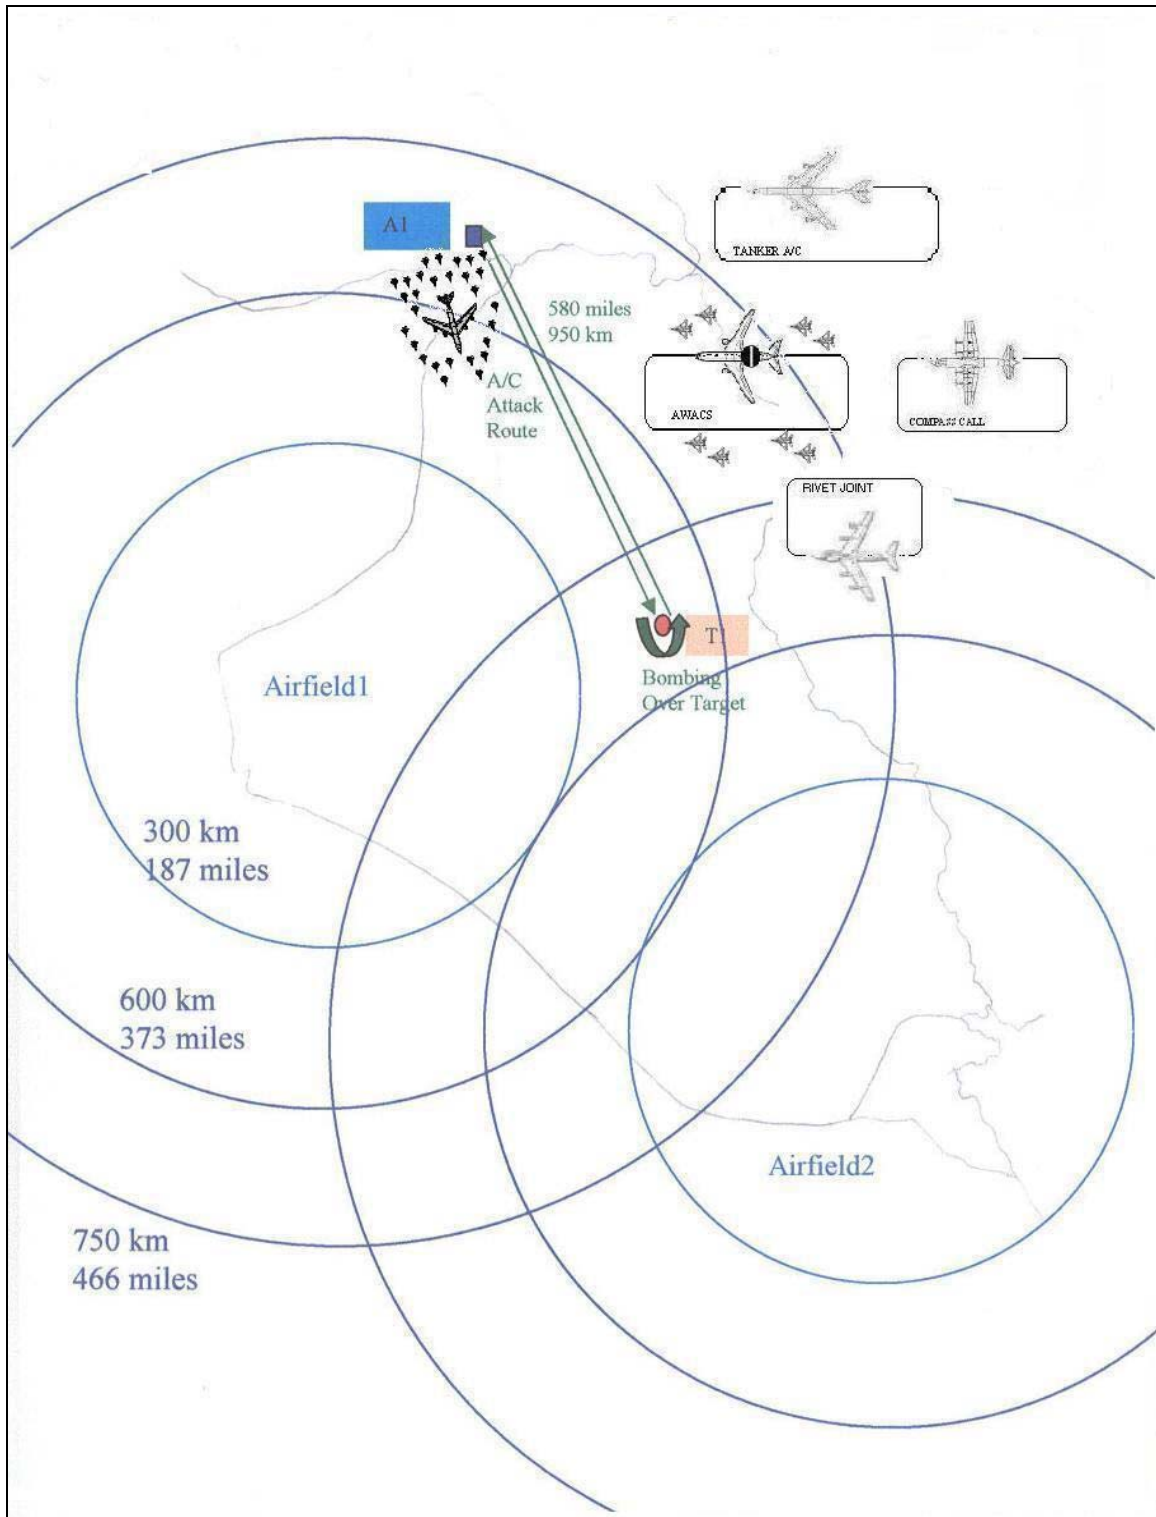 A1
TANKER A/C
580 miles
950 km
A/C
Attack
Route
AWACS
COMPASS CALL
RIVET JOINT
T1
Bombing
Over Target
Airfield1
300 km
187 miles
600 km
373 miles
Airfield2
750 km
466 miles